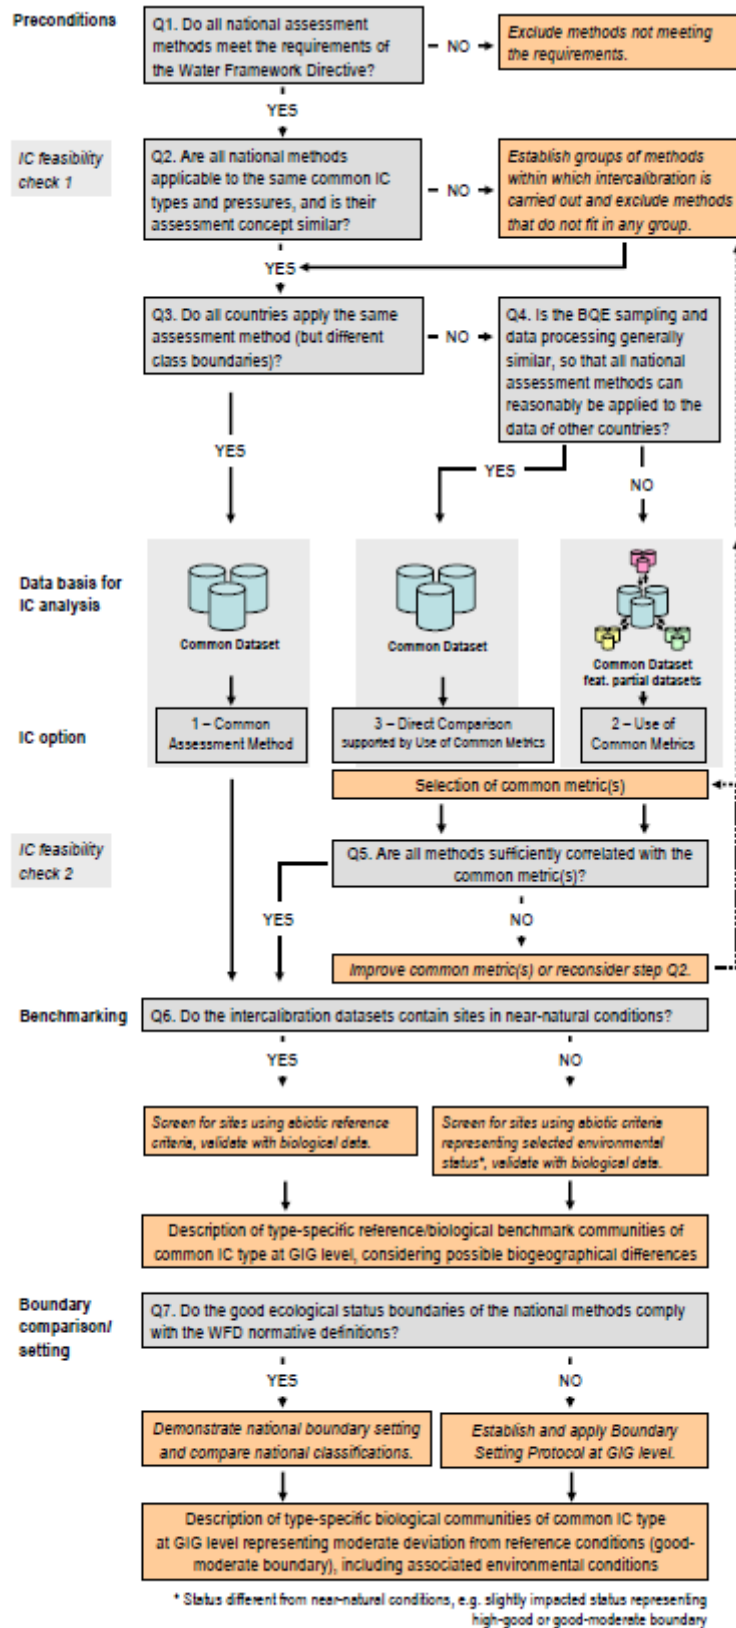 Preconditions
Q1. Do all national assessment
methods meet the requirements of
the Water Framework Directive?
NO
Exclude methods not meeting
the requirements.
YES
IC feasibility
check 1
Q2. Are all national methods
applicable to the same common IC
types and pressures, and is their
assessment concept similar?
NO
Establish groups of methods
within which intercalibration is
carried out and exclude methods
that do not fit in any group.
YES
Q3. Do all countries apply the same
assessment method (but different
class boundaries)?
NO
Q4. Is the BQE sampling and
data processing generally
similar, so that all national
assessment methods can
reasonably be applied to the
data of other countries?
YES
YES
NO
Data basis for
IC analysis
Common Dataset
Common Dataset
Common Dataset
feat. partial datasets
IC option
1 – Common
Assessment Method
3 – Direct Comparison
supported by Use of Common Metrics
2 – Use of
Common Metrics
Selection of common metric(s)
IC feasibility
check 2
Q5. Are all methods sufficiently correlated with the
common metric(s)?
YES
NO
Improve common metric(s) or reconsider step Q2.
Benchmarking
Q6. Do the intercalibration datasets contain sites in near-natural conditions?
YES
NO
Screen for sites using abiotic reference
criteria, validate with biological data.
Screen for sites using abiotic criteria
representing selected environmental
status*, validate with biological data.
Description of type-specific reference/biological benchmark communities of
common IC type at GIG level, considering possible biogeographical differences
Boundary
comparison/
setting
Q7. Do the good ecological status boundaries of the national methods comply
with the WFD normative definitions?
YES
NO
Demonstrate national boundary setting
and compare national classifications.
Establish and apply Boundary
Setting Protocol at GIG level.
Description of type-specific biological communities of common IC type
at GIG level representing moderate deviation from reference conditions (good-
moderate boundary), including associated environmental conditions
* Status different from near-natural conditions, e.g. slightly impacted status representing
high-good or good-moderate boundary